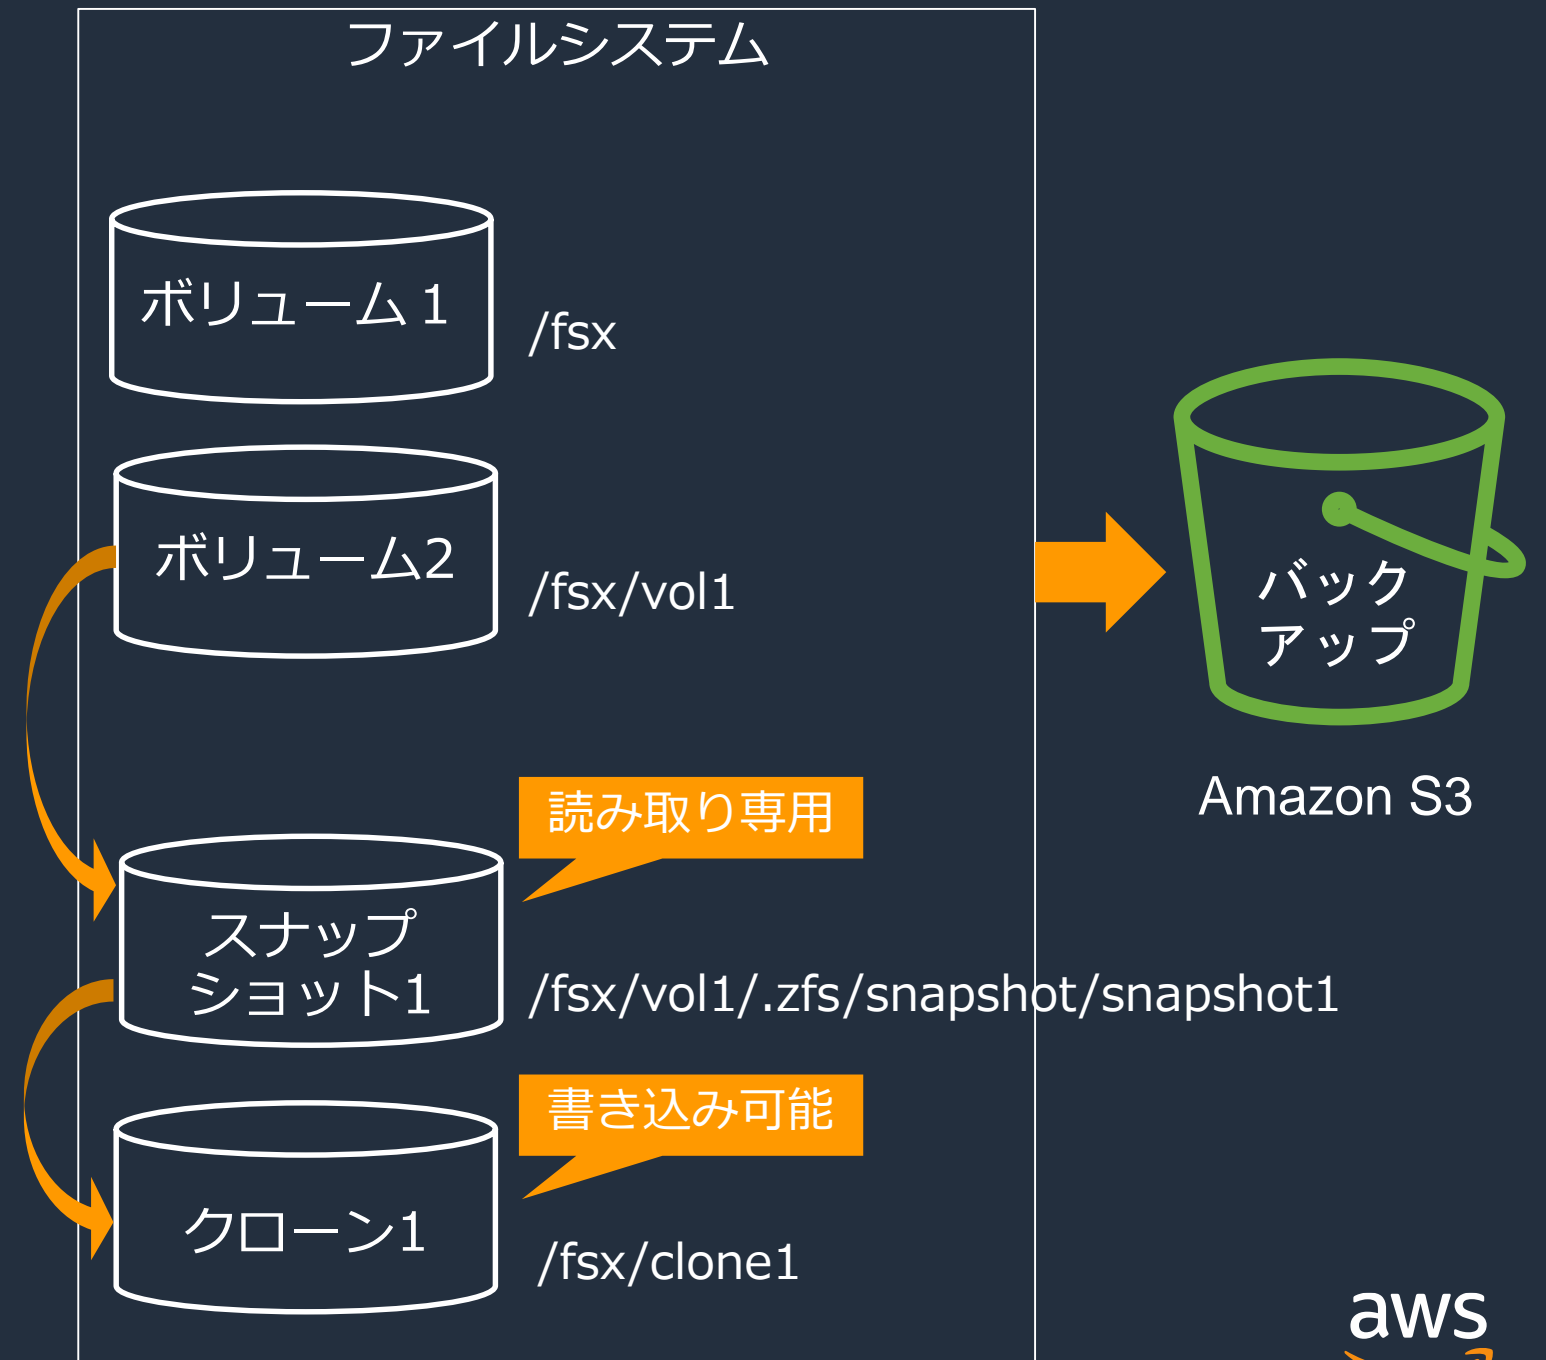 ファイルシステム
ボリューム1
/fsx
ボリューム2
/fsx/vol1
バック
アップ
Amazon S3
読み取り専用
スナップ
ショット1
/fsx/vol1/.zfs/snapshot/snapshot1
書き込み可能
クローン1
/fsx/clone1
aws